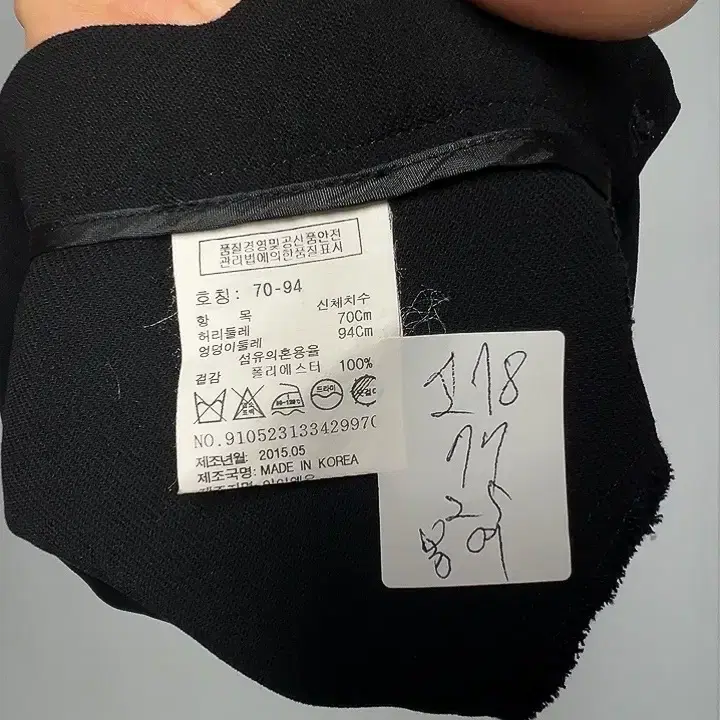 품질경영및공산품안전
관리법에의한품질표시
호칭: 70-94
항 목 신체치수
허리둘레 70Cm
엉덩이둘레 94Cm
섬유의혼용율
겉감 폴리에스터 100%
드라이
NO.910523133429970
제조년월: 2015.05
제조국명: MADE IN KOREA
118
77